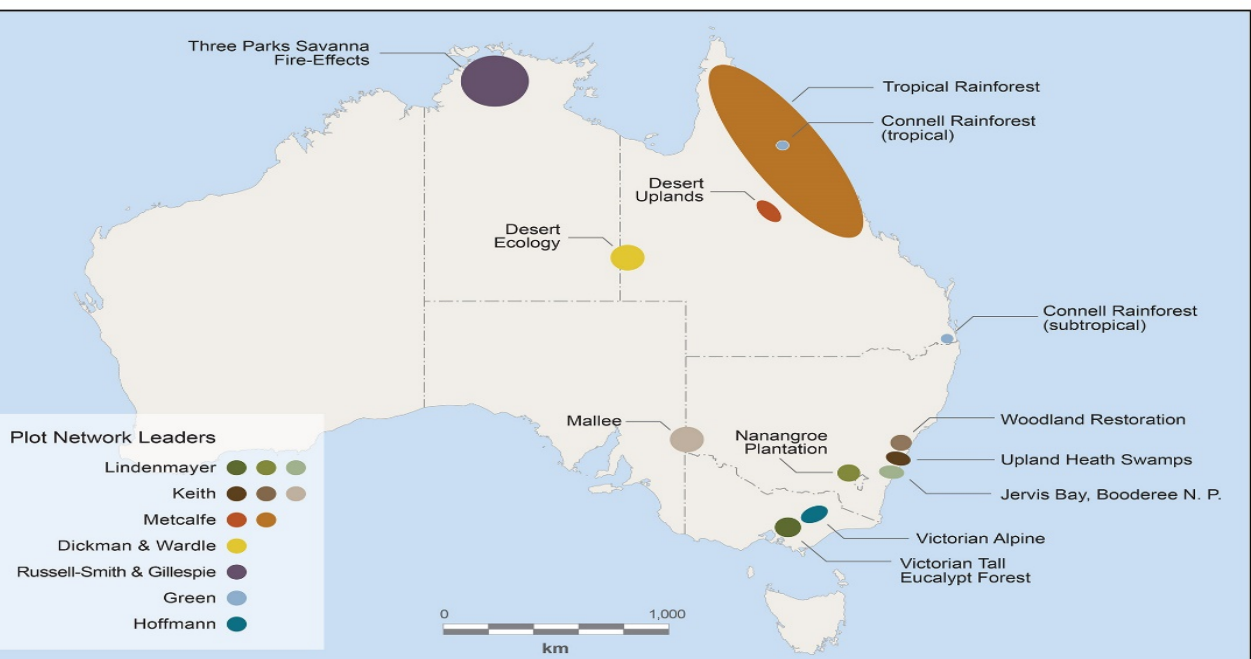 Three Parks Savanna
Fire-Effects
Tropical Rainforest
Connell Rainforest
(tropical)
Desert
Uplands
Desert
Ecology
Connell Rainforest
(subtropical)
Mallee
Nanangroe
Plantation
Woodland Restoration
Upland Heath Swamps
Jervis Bay, Booderee N. P.
Victorian Alpine
Victorian Tall
Eucalypt Forest
Plot Network Leaders
Lindenmayer
Keith
Metcalfe
Dickman & Wardle
Russell-Smith & Gillespie
Green
Hoffmann
0 1,000
km